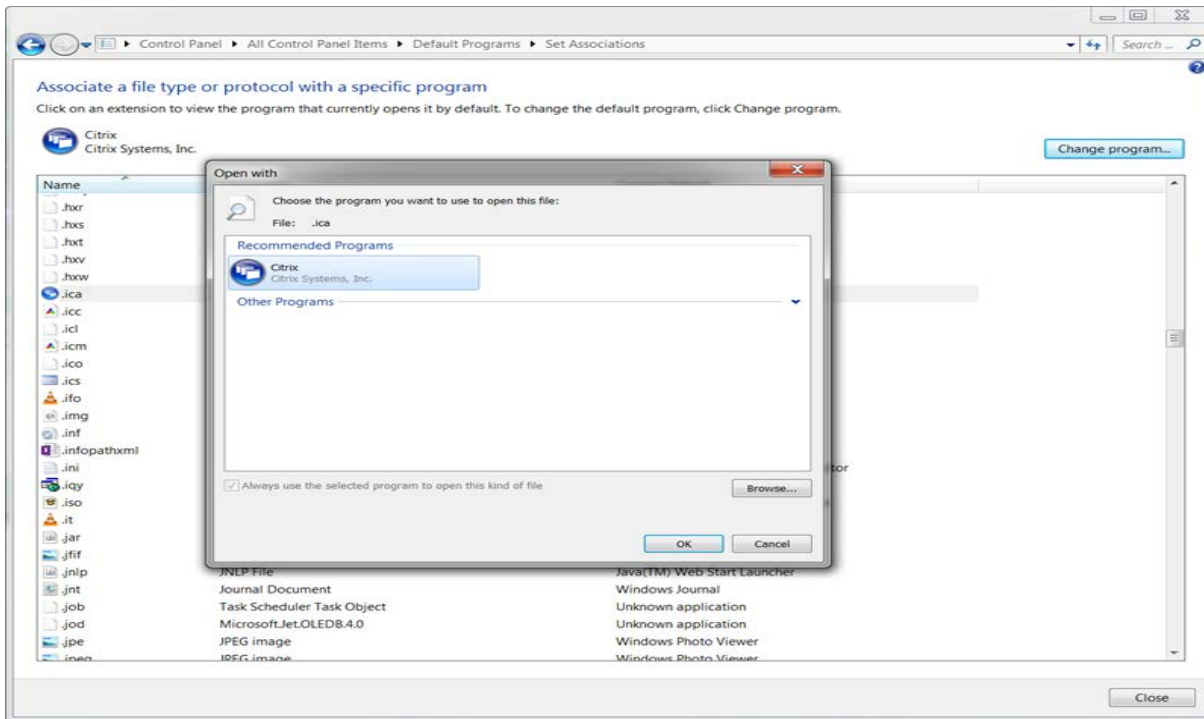 Control Panel ▸ All Control Panel Items ▸ Default Programs ▸ Set Associations
Search ...
Associate a file type or protocol with a specific program
Click on an extension to view the program that currently opens it by default. To change the default program, click Change program.
Citrix
Citrix Systems, Inc.
Change program...
Name
Open with
Choose the program you want to use to open this file:
File: .ica
Recommended Programs
Citrix
Citrix Systems, Inc.
Other Programs
Always use the selected program to open this kind of file
Browse...
OK
Cancel
.hxr
.hxs
.hxt
.hxv
.hxw
.ica
.icc
.icl
.icm
.ico
.ics
.ifo
.img
.inf
.infopathxml
.ini
.iqy
.iso
.it
.jar
.jfif
.jnlp JNLP File Java(TM) Web Start Launcher
.jnt Journal Document Windows Journal
.job Task Scheduler Task Object Unknown application
.jod Microsoft.Jet.OLEDB.4.0 Unknown application
.jpe JPEG image Windows Photo Viewer
.jpeg JPEG image Windows Photo Viewer
Close